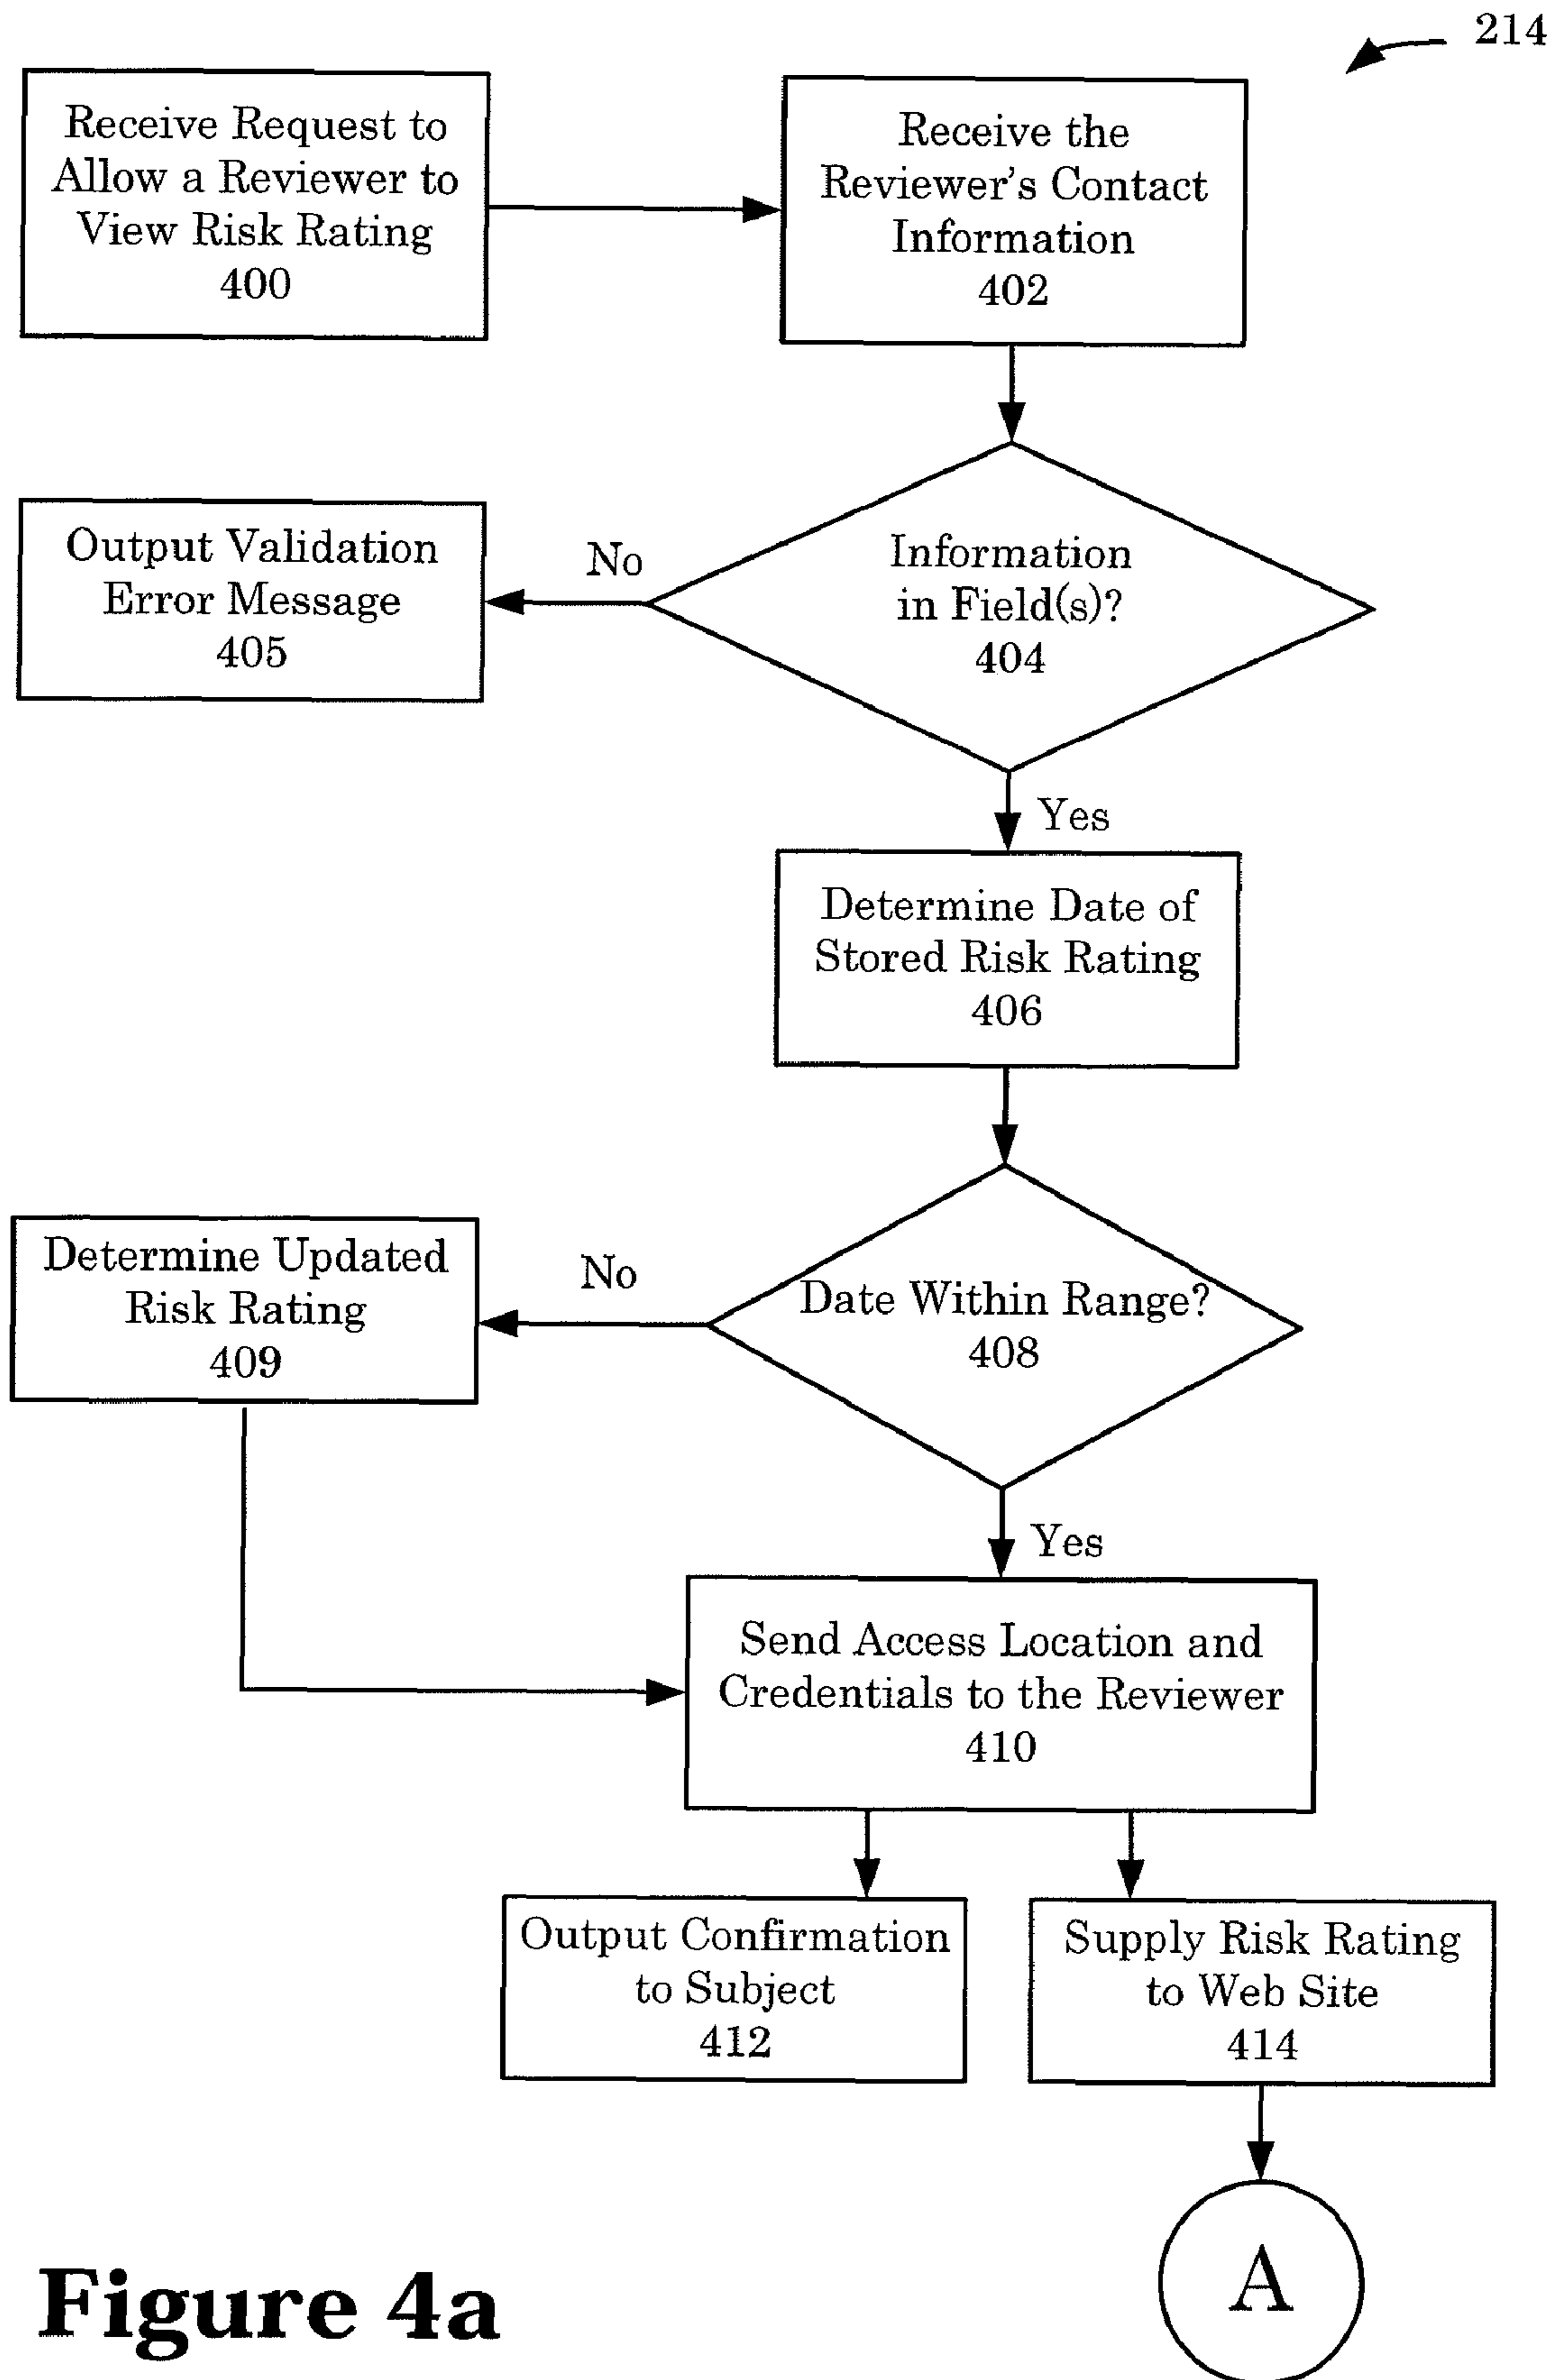 214
Receive Request to
Allow a Reviewer to
View Risk Rating
400
Receive the
Reviewer's Contact
Information
402
Information
in Field(s)?
404
No
Output Validation
Error Message
405
Yes
Determine Date of
Stored Risk Rating
406
Date Within Range?
408
No
Determine Updated
Risk Rating
409
Yes
Send Access Location and
Credentials to the Reviewer
410
Output Confirmation
to Subject
412
Supply Risk Rating
to Web Site
414
A
Figure 4a